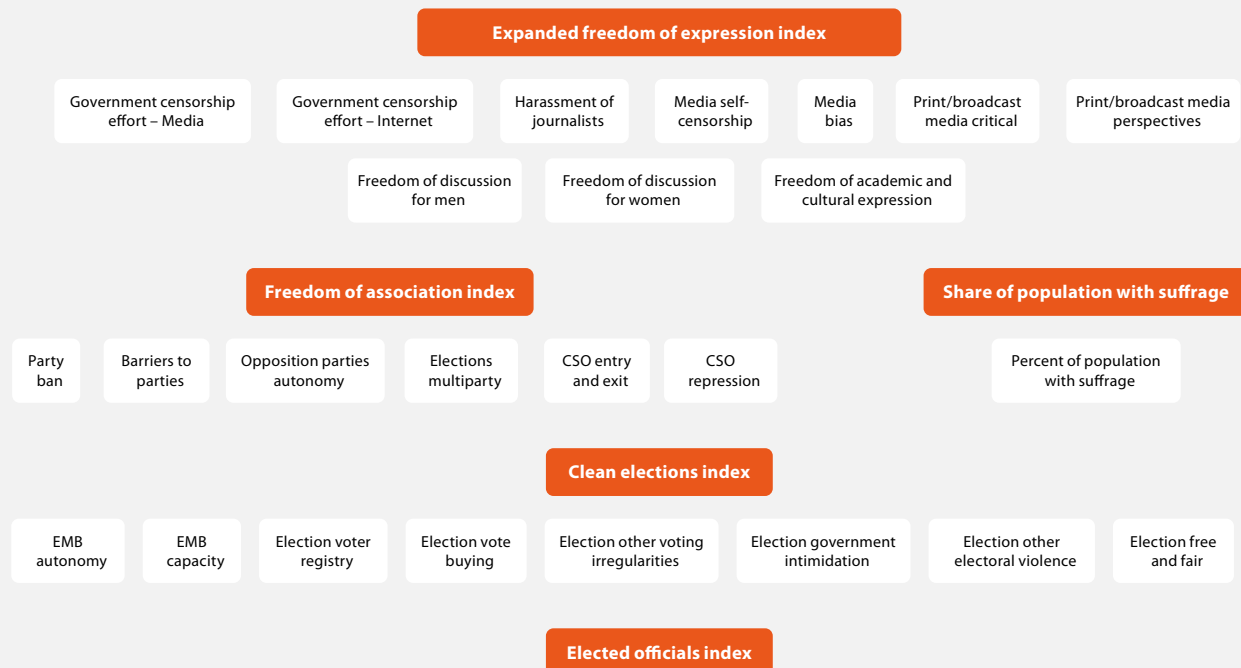 Expanded freedom of expression index
Government censorship
effort – Media
Government censorship
effort – Internet
Harassment of
journalists
Media self-
censorship
Media
bias
Print/broadcast
media critical
Print/broadcast media
perspectives
Freedom of discussion
for men
Freedom of discussion
for women
Freedom of academic and
cultural expression
Freedom of association index
Share of population with suffrage
Party
ban
Barriers to
parties
Opposition parties
autonomy
Elections
multiparty
CSO entry
and exit
CSO
repression
Percent of population
with suffrage
Clean elections index
EMB
autonomy
EMB
capacity
Election voter
registry
Election vote
buying
Election other voting
irregularities
Election government
intimidation
Election other
electoral violence
Election free
and fair
Elected officials index